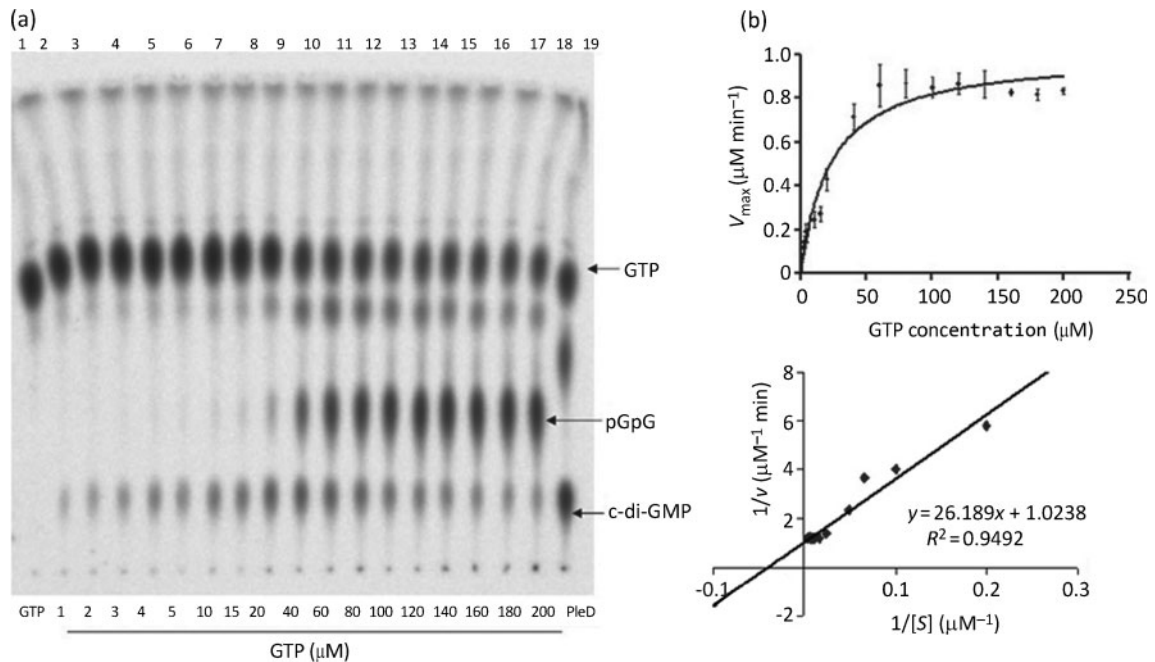 (a)
1 2 3 4 5 6 7 8 9 10 11 12 13 14 15 16 17 18 19
GTP
pGpG
c-di-GMP
GTP 1 2 3 4 5 10 15 20 40 60 80 100 120 140 160 180 200 PleD
GTP (μM)
(b)
1.0
0.8
0.6
0.4
0.2
0
0 50 100 150 200 250
Vmax (μM min⁻¹)
GTP concentration (μM)
8
6
4
2
-2
-0.1 0.1 0.2 0.3
1/v (μM⁻¹ min)
y = 26.189x + 1.0238
R² = 0.9492
1/[S] (μM⁻¹)